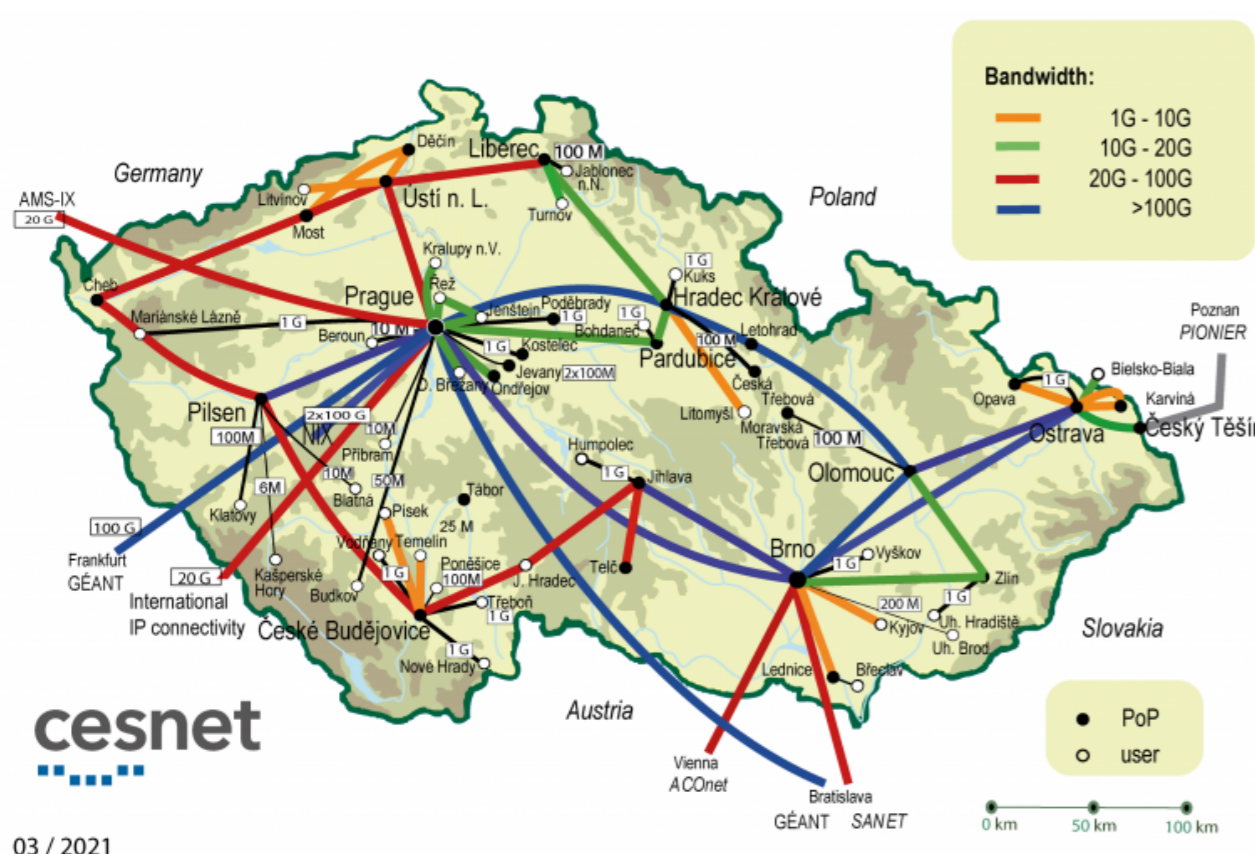 Bandwidth:
1G - 10G
10G - 20G
20G - 100G
>100G
Germany
Poland
AMS-IX
20 G
Děčín
Liberec
100 M
Jablonec
n.N.
Litvínov
Ústí n. L.
Turnov
Most
Kralupy n.V.
1 G
Kuks
Cheb
Prague
Řež
Hradec Králové
Mariánské Lázně
1 G
Jenštejn
Poděbrady
1 G
1 G
Bohdaneč
Letohrad
Poznan
PIONIER
Beroun
10 M
1 G
Kostelec
Pardubice
100 M
Jevany
2x100M
D. Břežany
Ondřejov
Česká
Třebová
Litomyšl
Moravská
Třebová
100 M
Opava
1 G
Bielsko-Biala
Karviná
Ostrava
Český Těšín
Pilsen
2x100 G
NIX
100M
10M
Příbram
10M
6M
50M
Blatná
Klatovy
Písek
Tábor
25 M
Humpolec
1 G
Jihlava
Olomouc
100 G
Frankfurt
GÉANT
20 G
International
IP connectivity
Kašperské
Hory
Budkov
Vodňany
Temelín
1 G
Poněšice
100M
J. Hradec
Třeboň
1 G
České Budějovice
1 G
Nové Hrady
Telč
Brno
Vyškov
1 G
Zlín
200 M
1 G
Kyjov
Uh. Hradiště
Uh. Brod
Lednice
Břeclav
Slovakia
Austria
Vienna
ACOnet
Bratislava
GÉANT SANET
PoP
user
0 km
50 km
100 km
cesnet
03 / 2021